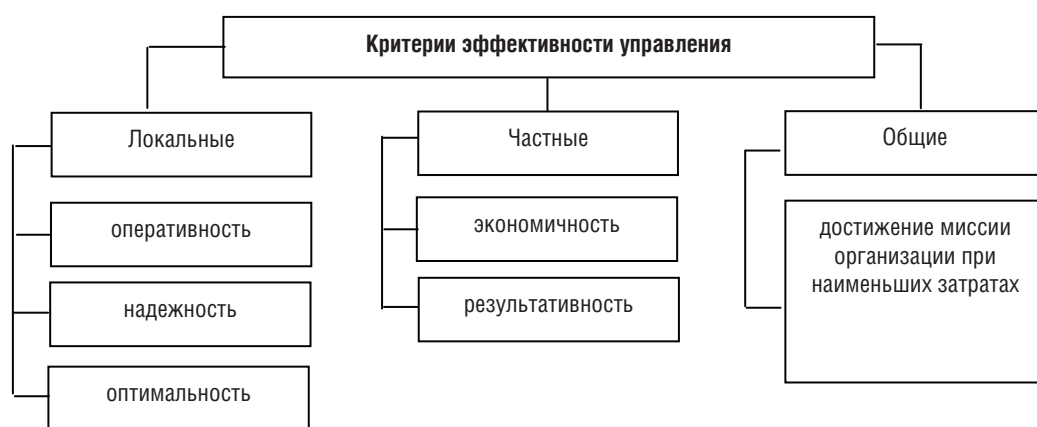 Критерии эффективности управления
Локальные
оперативность
надежность
оптимальность
Частные
экономичность
результативность
Общие
достижение миссии
организации при
наименьших затратах